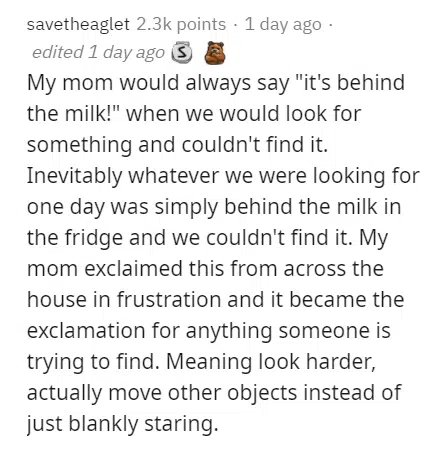 savetheaglet 2.3k points · 1 day ago ·
edited 1 day ago S
My mom would always say "it's behind
the milk!" when we would look for
something and couldn't find it.
Inevitably whatever we were looking for
one day was simply behind the milk in
the fridge and we couldn't find it. My
mom exclaimed this from across the
house in frustration and it became the
exclamation for anything someone is
trying to find. Meaning look harder,
actually move other objects instead of
just blankly staring.